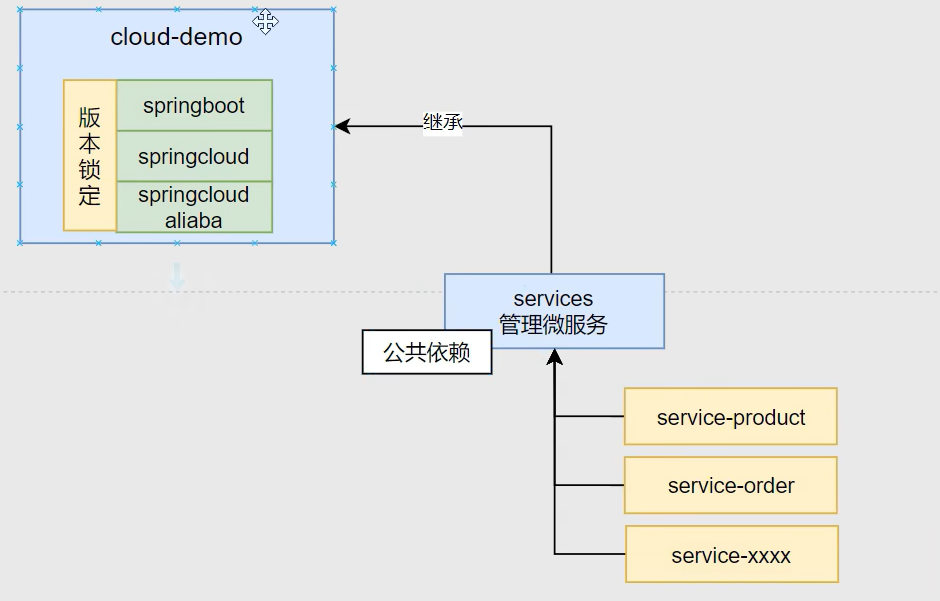 cloud-demo
版本锁定
springboot
springcloud
springcloud
aliaba
继承
services
管理微服务
公共依赖
service-product
service-order
service-xxxx